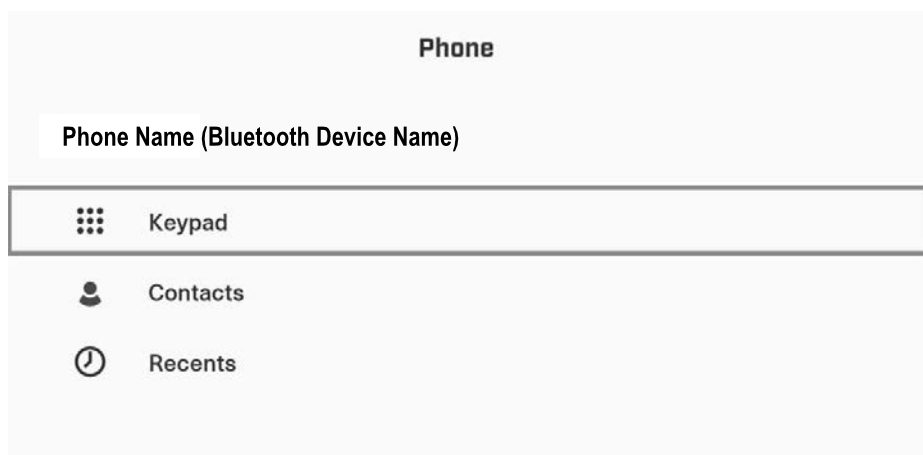 Phone
Phone Name (Bluetooth Device Name)
Keypad
Contacts
Recents